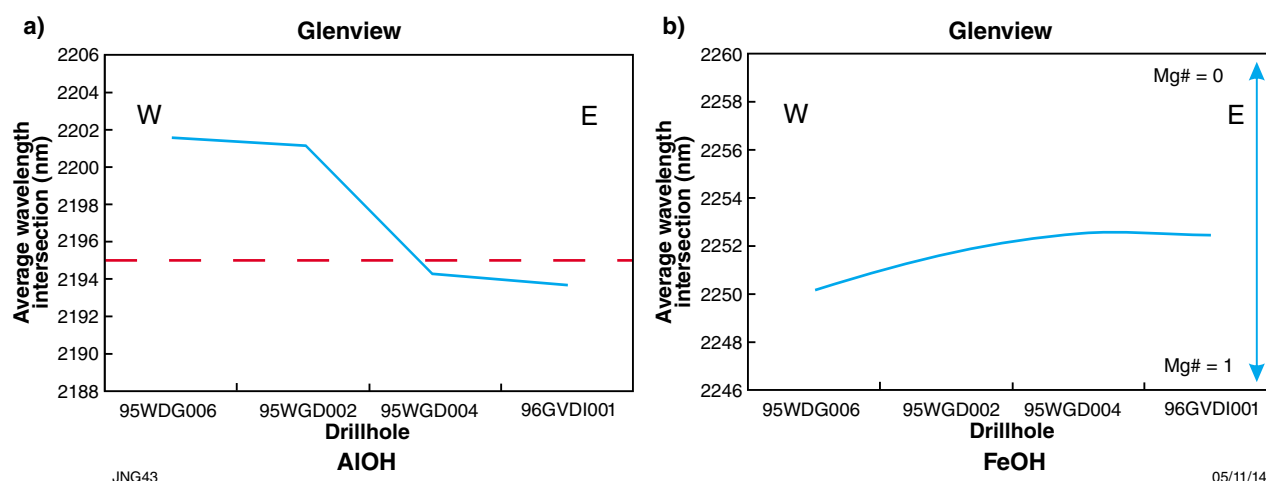 a)
Glenview
Average wavelength
intersection (nm)
2206
2204
2202
2200
2198
2196
2194
2192
2190
2188
W
E
95WDG006
95WGD002
95WGD004
96GVDI001
Drillhole
AlOH
JNG43
b)
Glenview
Average wavelength
intersection (nm)
2260
2258
2256
2254
2252
2250
2248
2246
W
E
Mg# = 0
Mg# = 1
95WDG006
95WGD002
95WGD004
96GVDI001
Drillhole
FeOH
05/11/14